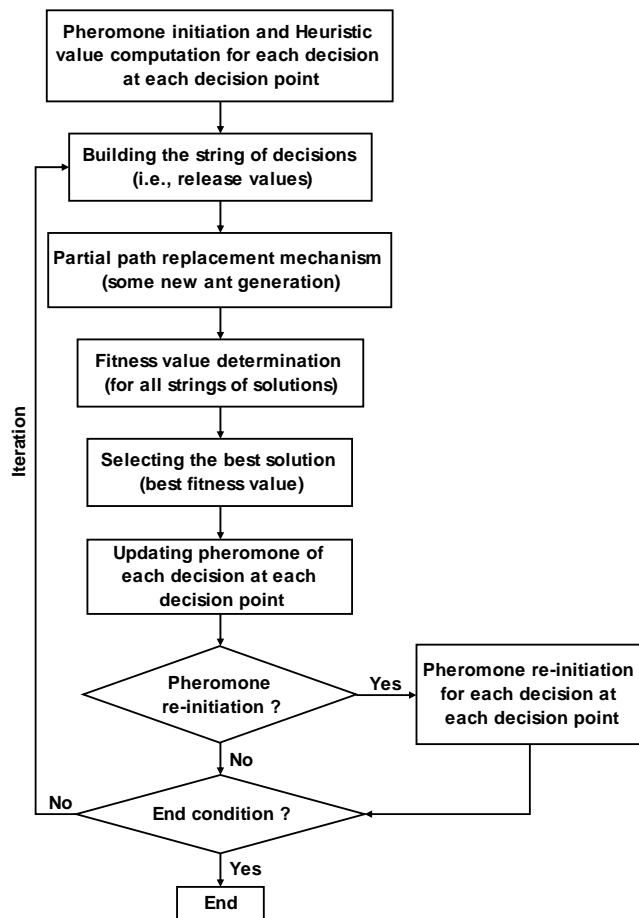 Pheromone initiation and Heuristic
value computation for each decision
at each decision point
Building the string of decisions
(i.e., release values)
Partial path replacement mechanism
(some new ant generation)
Fitness value determination
(for all strings of solutions)
Iteration
Selecting the best solution
(best fitness value)
Updating pheromone of
each decision at each
decision point
Pheromone
re-initiation ?
Yes
Pheromone re-initiation
for each decision at
each decision point
No
No
End condition ?
Yes
End